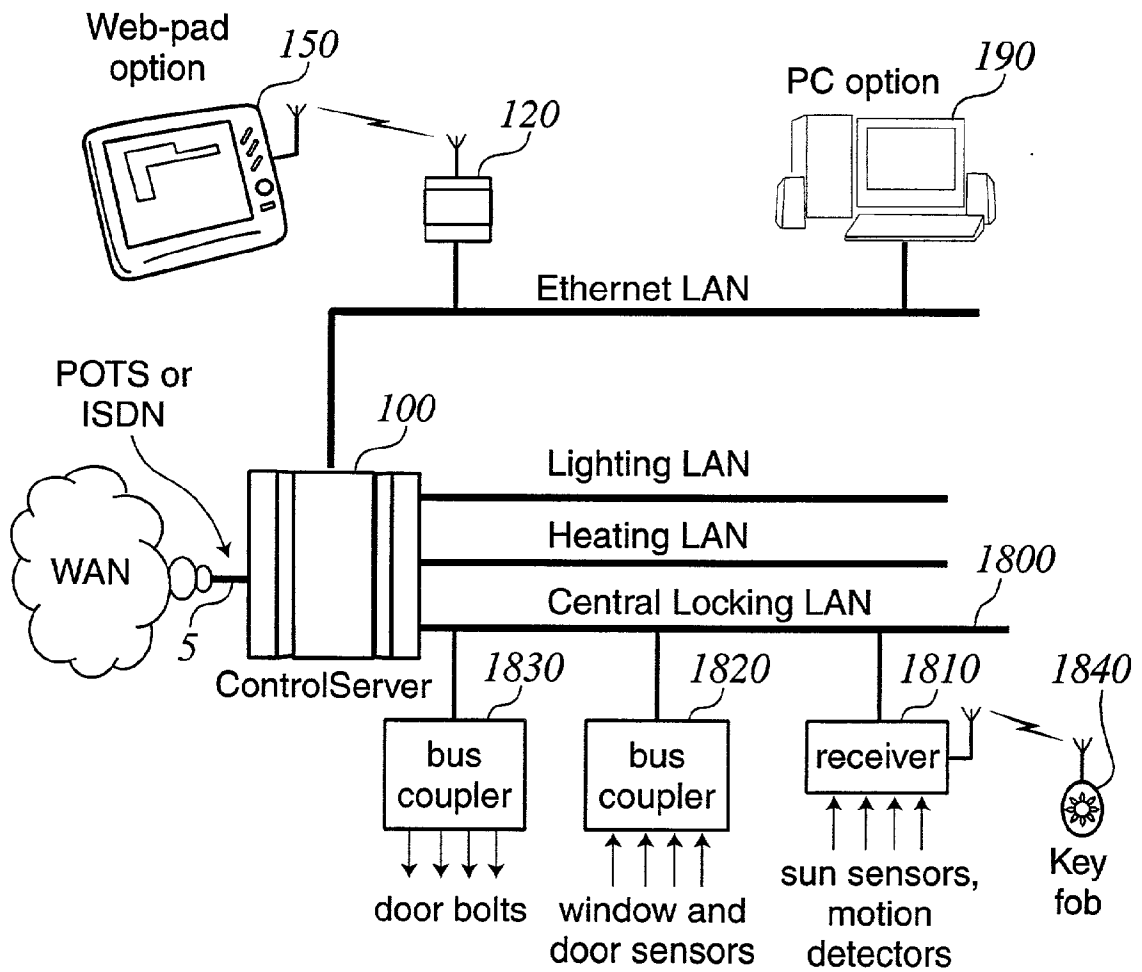 Web-pad
option
150
120
PC option
190
Ethernet LAN
POTS or
ISDN
100
WAN
5
ControlServer
Lighting LAN
Heating LAN
Central Locking LAN
1800
1830
1820
1810
1840
bus
coupler
bus
coupler
receiver
door bolts
window and
door sensors
sun sensors,
motion
detectors
Key
fob